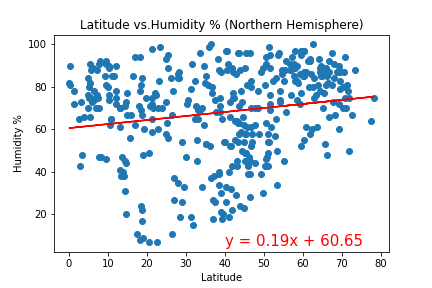 Latitude vs.Humidity % (Northern Hemisphere)
100
80
60
40
20
Humidity %
y = 0.19x + 60.65
0 10 20 30 40 50 60 70 80
Latitude